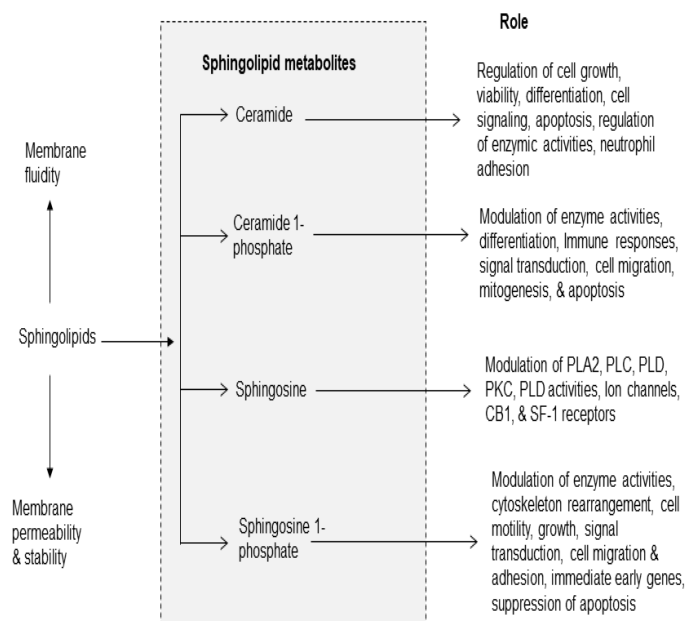 Role
Sphingolipid metabolites
Regulation of cell growth,
viability, differentiation, cell
signaling, apoptosis, regulation
of enzymic activities, neutrophil
adhesion
Ceramide
Membrane
fluidity
Ceramide 1-
phosphate
Modulation of enzyme activities,
differentiation, Immune responses,
signal transduction, cell migration,
mitogenesis, & apoptosis
Sphingolipids
Sphingosine
Modulation of PLA2, PLC, PLD,
PKC, PLD activities, Ion channels,
CB1, & SF-1 receptors
Membrane
permeability
& stability
Sphingosine 1-
phosphate
Modulation of enzyme activities,
cytoskeleton rearrangement, cell
motility, growth, signal
transduction, cell migration &
adhesion, immediate early genes,
suppression of apoptosis